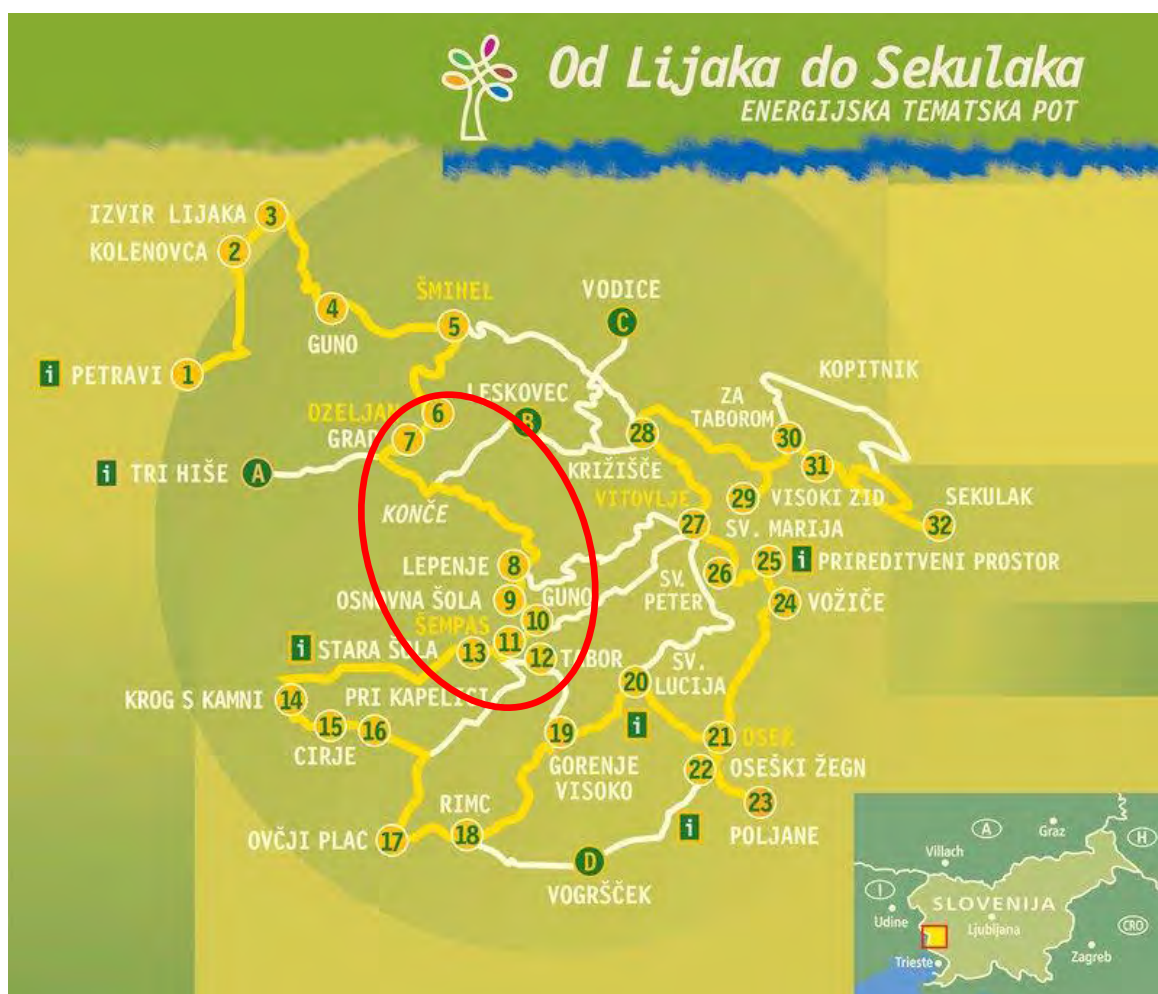 Od Lijaka do Sekulaka
ENERGIJSKA TEMATSKA POT
IZVIR LIJAKA 3
KOLENOVCA 2
4
GUNO
ŠMIHEL
5
VODICE
C
i PETRAVI 1
LESKOVEC
B
OZELJAN
6
GRAD 7
i TRI HIŠE A
KONČE
KOPITNIK
ZA
TABOROM 30
28
KRIŽIŠČE
31
29 VISOKI ZID
SEKULAK
32
VITOVLJE
27
SV. MARIJA
25 i PRIREDITVENI PROSTOR
26
SV.
PETER
24 VOŽIČE
LEPENJE 8
OSNOVNA ŠOLA 9
GUNO
10
ŠEMPAS
11
i STARA ŠOLA 13
12 TABOR
KROG S KAMNI 14
PRI KAPELICI
15 16
CIRJE
SV.
LUCIJA
20
i
19
GORENJE
VISOKO
21 OSEK
22 OSEŠKI ŽEGN
23
POLJANE
i
RIMC
18
OVČJI PLAC 17
D
VOGRŠČEK
A
Graz
H
Villach
I
SLOVENIJA
Udine
Ljubljana
CRO
Trieste
Zagreb